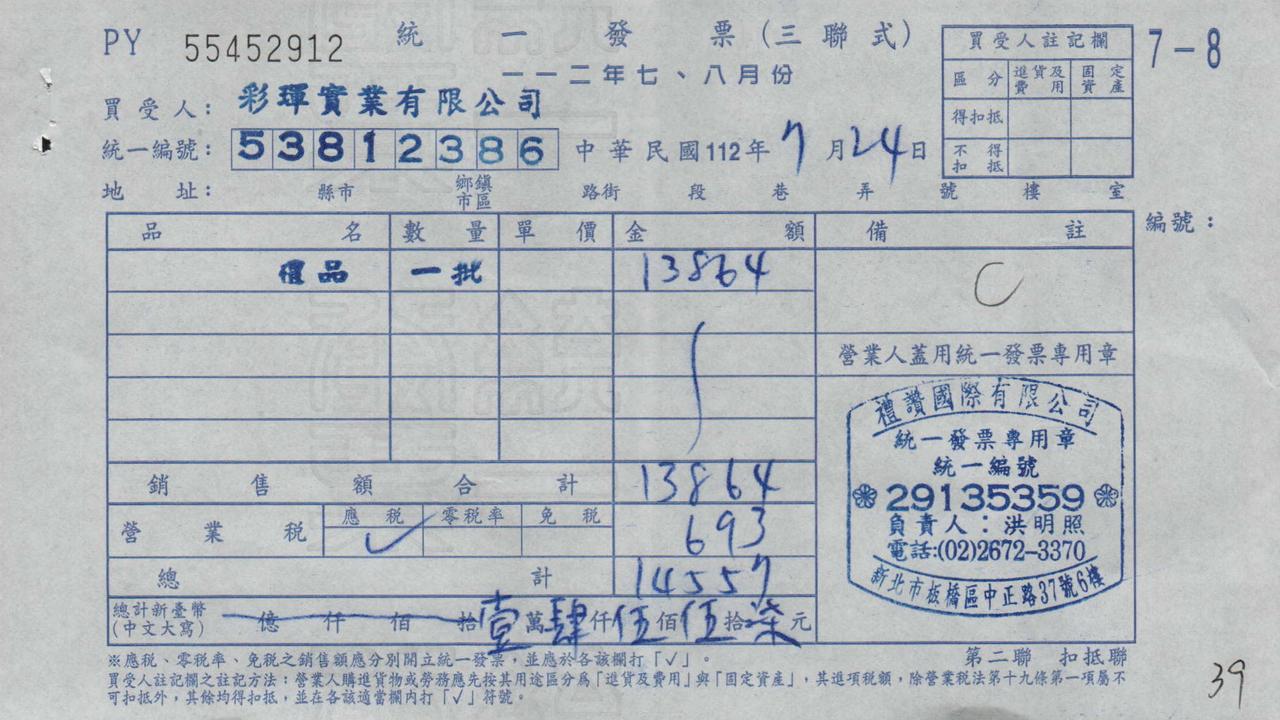 PY 55452912 統一發票(三聯式)
一一二年七、八月份
7-8
買受人註記欄
區分 進貨及費用 固定資產
得扣抵
不得扣抵
買受人: 彩琿實業有限公司
統一編號: 53812386 中華民國112年7月24日
地址: 縣市 鄉鎮市區 路街 段 巷 弄 號 樓 室
編號:
品名 數量 單價 金額 備註
禮品 一批 13864
營業人蓋用統一發票專用章
禮讚國際有限公司
統一發票專用章
統一編號
29135359
負責人:洪明照
電話:(02)2672-3370
新北市板橋區中正路37號6樓
銷售額合計 13864
營業稅 應稅 ✓ 零稅率 免稅 693
總計 14557
總計新臺幣(中文大寫) 億 仟 佰 拾 壹萬 肆仟 伍佰 伍拾 柒元
※應稅、零稅率、免稅之銷售額應分別開立統一發票,並應於各該欄打「✓」。
第二聯 扣抵聯
買受人註記欄之註記方法:營業人購進貨物或勞務應先按其用途區分為「進貨及費用」與「固定資產」,其進項稅額,除營業稅法第十九條第一項屬不
可扣抵外,其餘均得扣抵,並在各該適當欄內打「✓」符號。
39